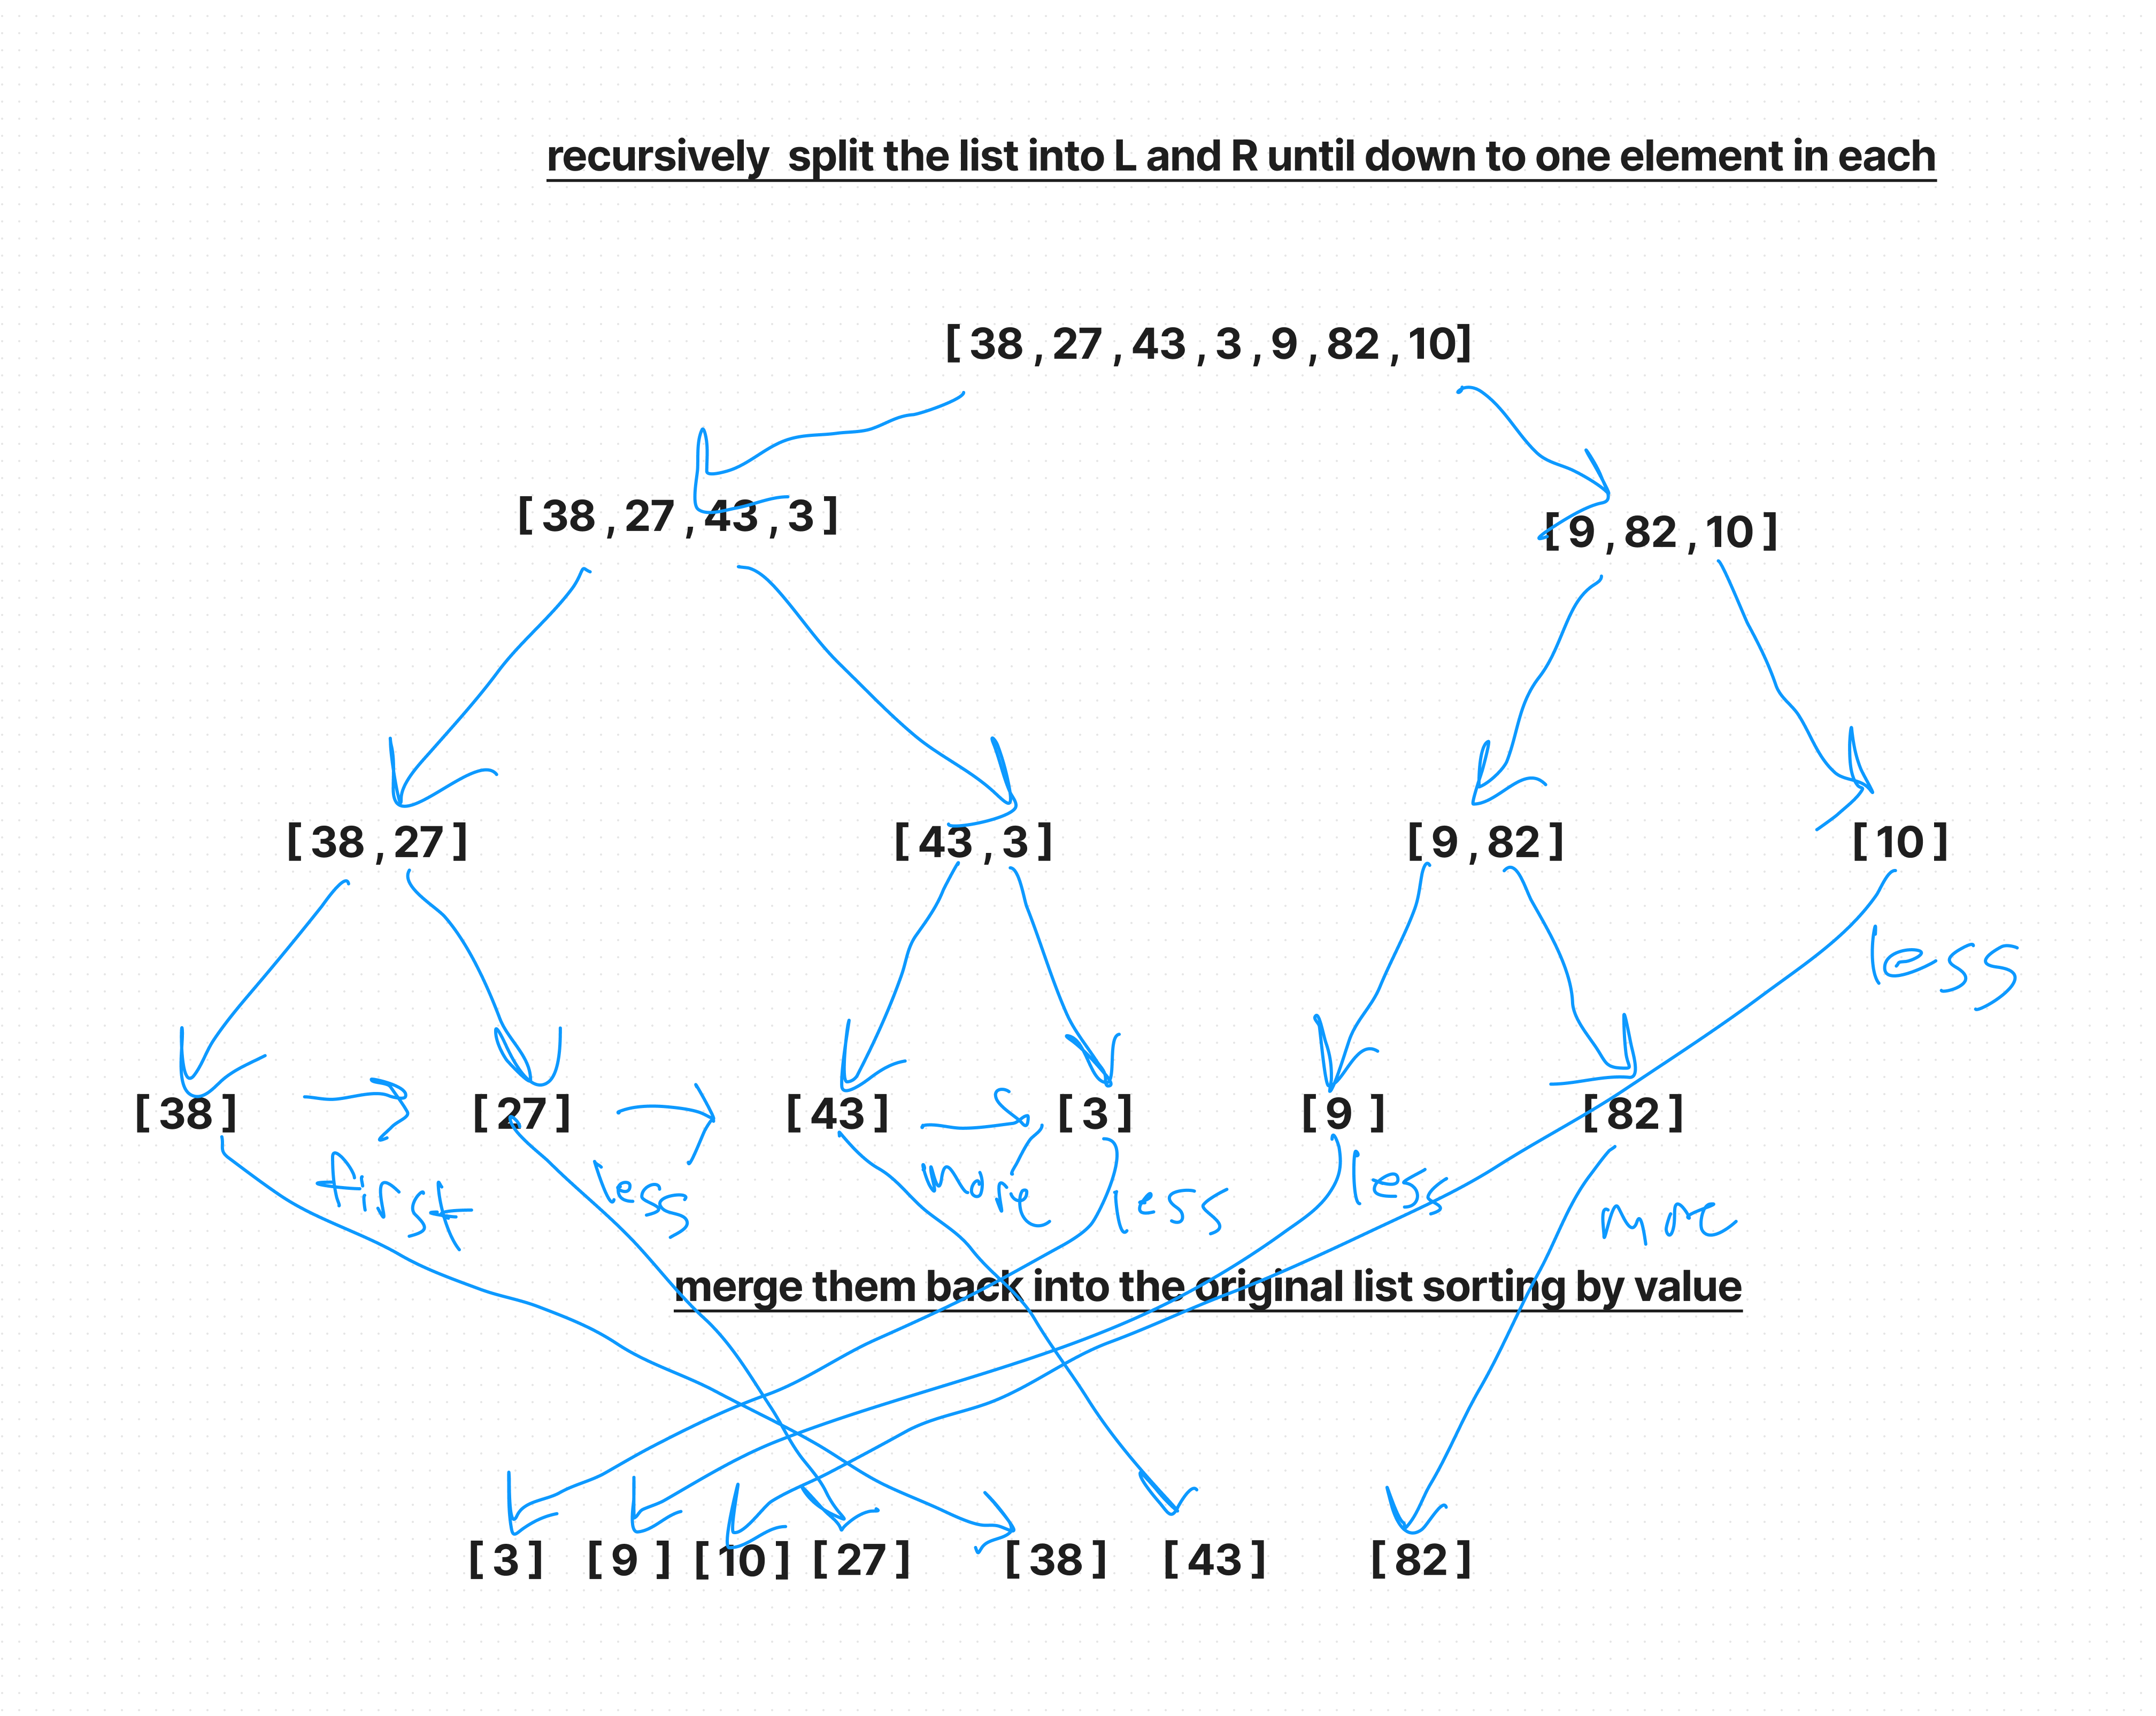 recursively  split the list into L and R until down to one element in each
[ 38 , 27 , 43 , 3 , 9 , 82 , 10]
[ 38 , 27 , 43 , 3 ]
[ 9 , 82 , 10 ]
[ 38 , 27 ]
[ 43 , 3 ]
[ 9 , 82 ]
[ 10 ]
less
[ 38 ]
[ 27 ]
[ 43 ]
[ 3 ]
[ 9 ]
[ 82 ]
first
less
more
less
less
more
merge them back into the original list sorting by value
[ 3 ]
[ 9 ]
[ 10 ]
[ 27 ]
[ 38 ]
[ 43 ]
[ 82 ]